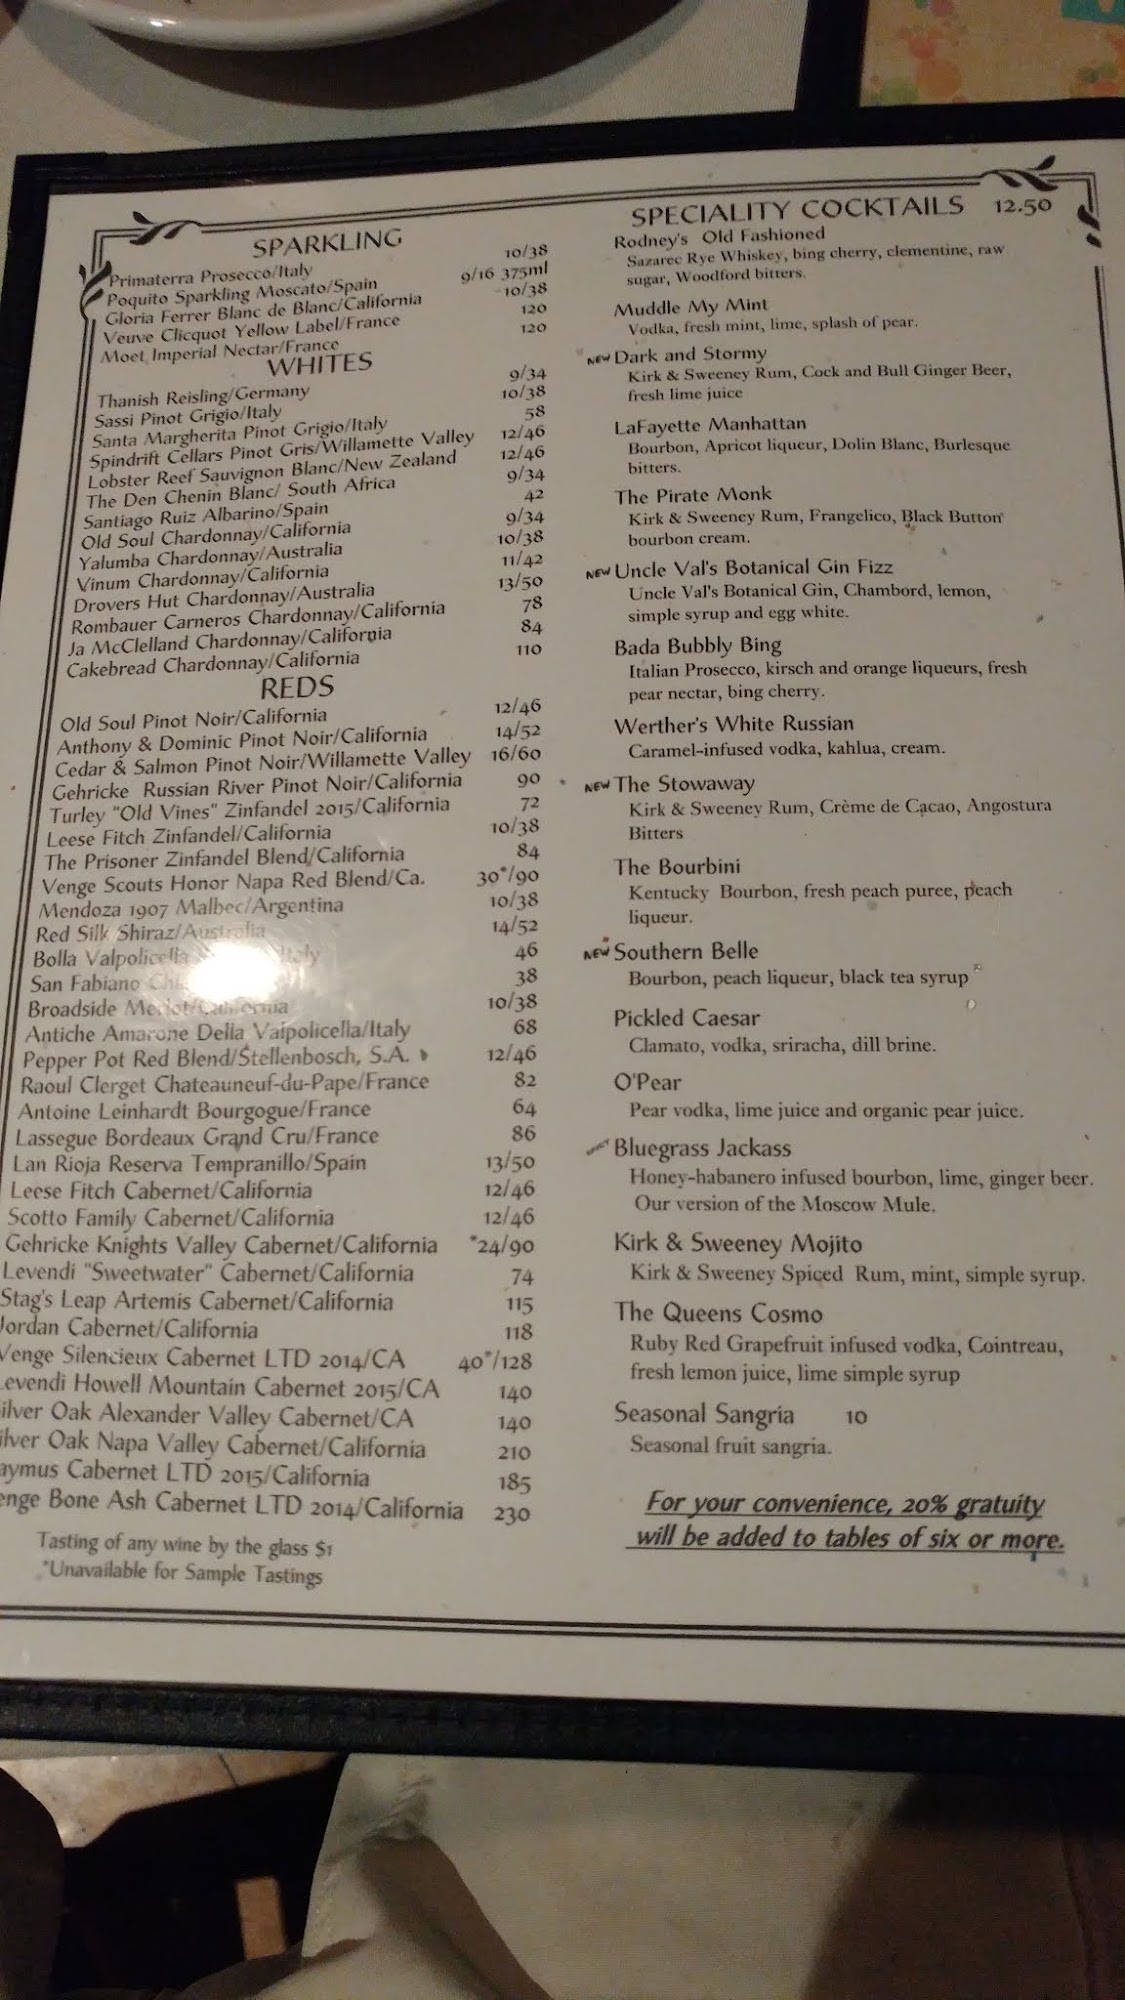 SPARKLING
Primaterra Prosecco/Italy 10/38
Poquito Sparkling Moscato/Spain 9/16 375ml
Gloria Ferrer Blanc de Blanc/California 10/38
Veuve Clicquot Yellow Label/France 120
Moet Imperial Nectar/France 120
WHITES
Thanish Reisling/Germany 9/34
Sassi Pinot Grigio/Italy 10/38
Santa Margherita Pinot Grigio/Italy 58
Spindrift Cellars Pinot Gris/Willamette Valley 12/46
Lobster Reef Sauvignon Blanc/New Zealand 12/46
The Den Chenin Blanc/ South Africa 9/34
Santiago Ruiz Albarino/Spain 42
Old Soul Chardonnay/California 9/34
Yalumba Chardonnay/Australia 10/38
Vinum Chardonnay/California 11/42
Drovers Hut Chardonnay/Australia 13/50
Rombauer Carneros Chardonnay/California 78
Ja McClelland Chardonnay/California 84
Cakebread Chardonnay/California 110
REDS
Old Soul Pinot Noir/California 12/46
Anthony & Dominic Pinot Noir/California 14/52
Cedar & Salmon Pinot Noir/Willamette Valley 16/60
Gehricke Russian River Pinot Noir/California 90
Turley "Old Vines" Zinfandel 2015/California 72
Leese Fitch Zinfandel/California 10/38
The Prisoner Zinfandel Blend/California 84
Venge Scouts Honor Napa Red Blend/Ca. 30*/90
Mendoza 1907 Malbec/Argentina 10/38
Red Silk Shiraz/Australia 14/52
Bolla Valpolicella Italy 46
San Fabiano 38
Broadside Merlot/California 10/38
Antiche Amarone Della Valpolicella/Italy 68
Pepper Pot Red Blend/Stellenbosch, S.A. 12/46
Raoul Clerget Chateauneuf-du-Pape/France 82
Antoine Leinhardt Bourgogue/France 64
Lassegue Bordeaux Grand Cru/France 86
Lan Rioja Reserva Tempranillo/Spain 13/50
Leese Fitch Cabernet/California 12/46
Scotto Family Cabernet/California 12/46
Gehricke Knights Valley Cabernet/California *24/90
Levendi "Sweetwater" Cabernet/California 74
Stag's Leap Artemis Cabernet/California 115
Jordan Cabernet/California 118
Venge Silencieux Cabernet LTD 2014/CA 40*/128
Levendi Howell Mountain Cabernet 2015/CA 140
ilver Oak Alexander Valley Cabernet/CA 140
ilver Oak Napa Valley Cabernet/California 210
aymus Cabernet LTD 2015/California 185
enge Bone Ash Cabernet LTD 2014/California 230
Tasting of any wine by the glass $1
*Unavailable for Sample Tastings
SPECIALITY COCKTAILS 12.50
Rodney's Old Fashioned
Sazarec Rye Whiskey, bing cherry, clementine, raw
sugar, Woodford bitters.
Muddle My Mint
Vodka, fresh mint, lime, splash of pear.
NEW Dark and Stormy
Kirk & Sweeney Rum, Cock and Bull Ginger Beer,
fresh lime juice
LaFayette Manhattan
Bourbon, Apricot liqueur, Dolin Blanc, Burlesque
bitters.
The Pirate Monk
Kirk & Sweeney Rum, Frangelico, Black Button
bourbon cream.
NEW Uncle Val's Botanical Gin Fizz
Uncle Val's Botanical Gin, Chambord, lemon,
simple syrup and egg white.
Bada Bubbly Bing
Italian Prosecco, kirsch and orange liqueurs, fresh
pear nectar, bing cherry.
Werther's White Russian
Caramel-infused vodka, kahlua, cream.
NEW The Stowaway
Kirk & Sweeney Rum, Crème de Cacao, Angostura
Bitters
The Bourbini
Kentucky Bourbon, fresh peach puree, peach
liqueur.
NEW Southern Belle
Bourbon, peach liqueur, black tea syrup
Pickled Caesar
Clamato, vodka, sriracha, dill brine.
O'Pear
Pear vodka, lime juice and organic pear juice.
Bluegrass Jackass
Honey-habanero infused bourbon, lime, ginger beer.
Our version of the Moscow Mule.
Kirk & Sweeney Mojito
Kirk & Sweeney Spiced Rum, mint, simple syrup.
The Queens Cosmo
Ruby Red Grapefruit infused vodka, Cointreau,
fresh lemon juice, lime simple syrup
Seasonal Sangria 10
Seasonal fruit sangria.
For your convenience, 20% gratuity
will be added to tables of six or more.